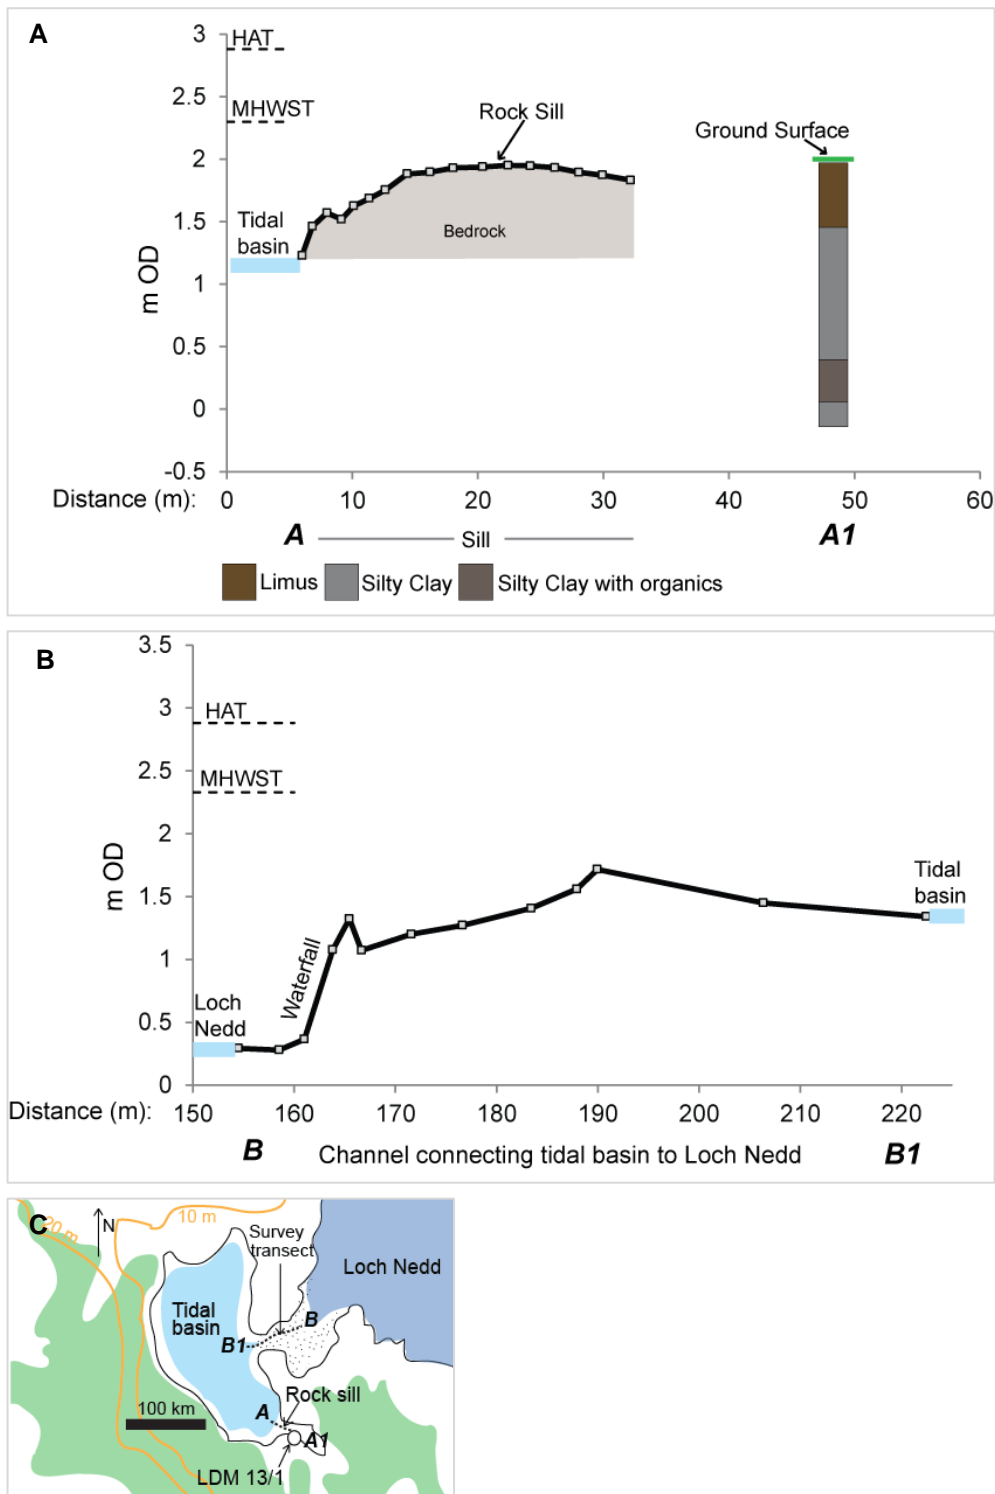 A
3
HAT
2.5
MHWST
Rock Sill
Ground Surface
2
1.5
Tidal
basin
Bedrock
m OD
1
0.5
0
-0.5
Distance (m): 0 10 20 30 40 50 60
A Sill A1
Limus Silty Clay Silty Clay with organics
B
3.5
3
HAT
2.5
MHWST
2
m OD
Tidal
basin
1.5
1
Waterfall
Loch
Nedd
0.5
0
Distance (m): 150 160 170 180 190 200 210 220
B Channel connecting tidal basin to Loch Nedd B1
C
20 m
N
10 m
Survey
transect
Loch Nedd
Tidal
basin
B
B1
Rock sill
100 km
A
A1
LDM 13/1